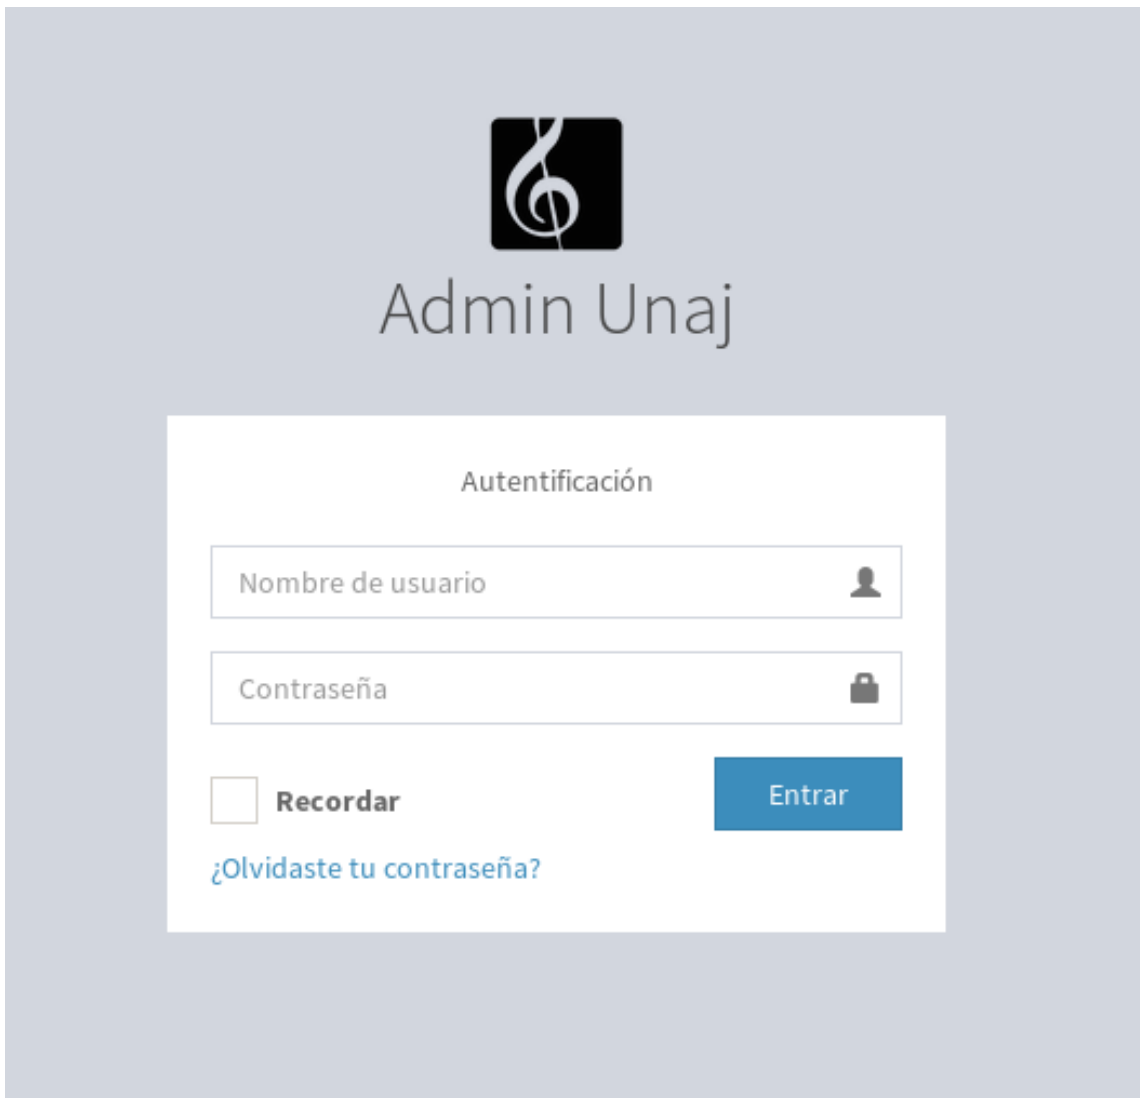 Admin Unaj
Autentificación
Nombre de usuario
Contraseña
Recordar
Entrar
¿Olvidaste tu contraseña?